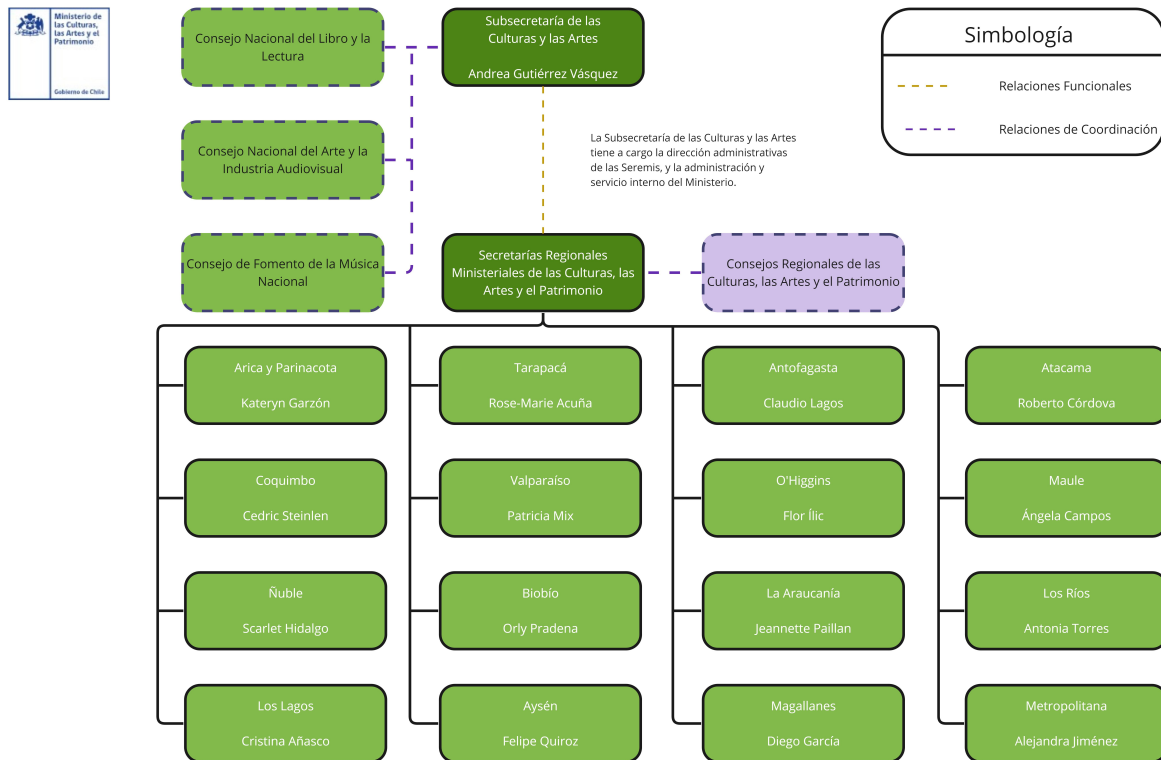 Ministerio de
las Culturas,
las Artes y el
Patrimonio
Gobierno de Chile
Consejo Nacional del Libro y la
Lectura
Subsecretaría de las
Culturas y las Artes
Andrea Gutiérrez Vásquez
Simbología
Relaciones Funcionales
Relaciones de Coordinación
Consejo Nacional del Arte y la
Industria Audiovisual
La Subsecretaría de las Culturas y las Artes
tiene a cargo la dirección administrativas
de las Seremis, y la administración y
servicio interno del Ministerio.
Consejo de Fomento de la Música
Nacional
Secretarías Regionales
Ministeriales de las Culturas, las
Artes y el Patrimonio
Consejos Regionales de las
Culturas, las Artes y el Patrimonio
Arica y Parinacota
Kateryn Garzón
Tarapacá
Rose-Marie Acuña
Antofagasta
Claudio Lagos
Atacama
Roberto Córdova
Coquimbo
Cedric Steinlen
Valparaíso
Patricia Mix
O'Higgins
Flor Ílic
Maule
Ángela Campos
Ñuble
Scarlet Hidalgo
Biobío
Orly Pradena
La Araucanía
Jeannette Paillan
Los Ríos
Antonia Torres
Los Lagos
Cristina Añasco
Aysén
Felipe Quiroz
Magallanes
Diego García
Metropolitana
Alejandra Jiménez